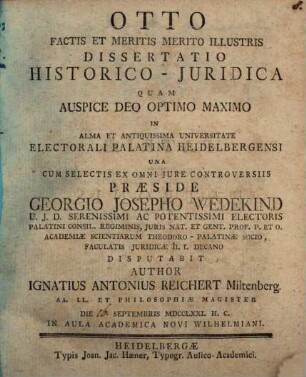 OTTO
FACTIS ET MERITIS MERITO ILLUSTRIS
DISSERTATIO
HISTORICO - JURIDICA
QUAM
AUSPICE DEO OPTIMO MAXIMO
IN
ALMA ET ANTIQUISSIMA UNIVERSITATE
ELECTORALI PALATINA HEIDELBERGENSI
UNA
CUM SELECTIS EX OMNI JURE CONTROVERSIIS
PRÆSIDE
GEORGIO JOSEPHO WEDEKIND
U. J. D. SERENISSIMI AC POTENTISSIMI ELECTORIS
PALATINI CONSIL. REGIMINIS, JURIS NAT. ET GENT. PROF. P. ET O.
ACADEMIÆ SCIENTIARUM THEODORO - PALATINÆ SOCIO,
FACULATIS JURIDICÆ H. T. DECANO
DISPUTABIT
AUTHOR
IGNATIUS ANTONIUS REICHERT Miltenberg.
AA. LL. ET PHILOSOPHIÆ MAGISTER
DIE SEPTEMBRIS MDCCLXXI. H. C.
IN AULA ACADEMICA NOVI WILHELMIANI.
HEIDELBERGÆ
Typis Joan. Jac. Hæner, Typogr. Aulico-Academici.